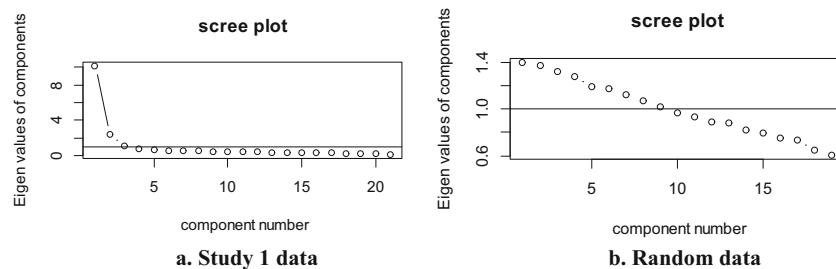 scree plot
Eigen values of components
0
8
5
10
15
20
component number
a. Study 1 data
scree plot
Eigen values of components
0.6
1.0
1.4
5
10
15
component number
b. Random data